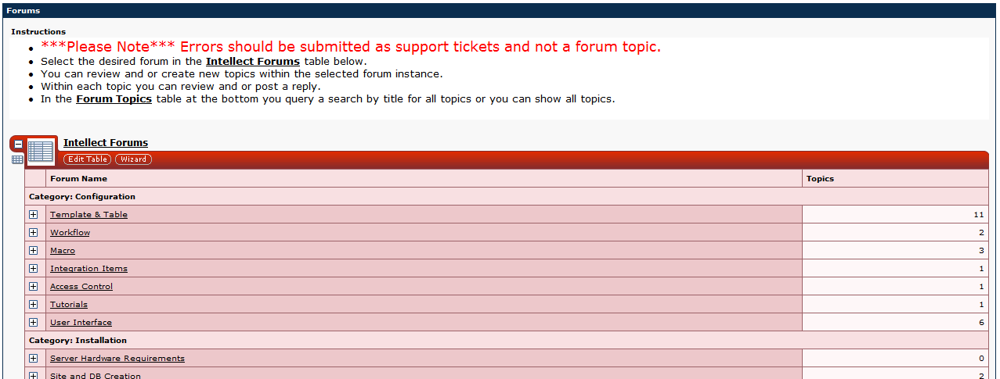 Forums
Instructions
***Please Note*** Errors should be submitted as support tickets and not a forum topic.
Select the desired forum in the Intellect Forums table below.
You can review and or create new topics within the selected forum instance.
Within each topic you can review and or post a reply.
In the Forum Topics table at the bottom you query a search by title for all topics or you can show all topics.
Intellect Forums
Edit Table Wizard
Forum Name Topics
Category: Configuration
Template & Table 11
Workflow 2
Macro 3
Integration Items 1
Access Control 1
Tutorials 1
User Interface 6
Category: Installation
Server Hardware Requirements 0
Site and DB Creation 2